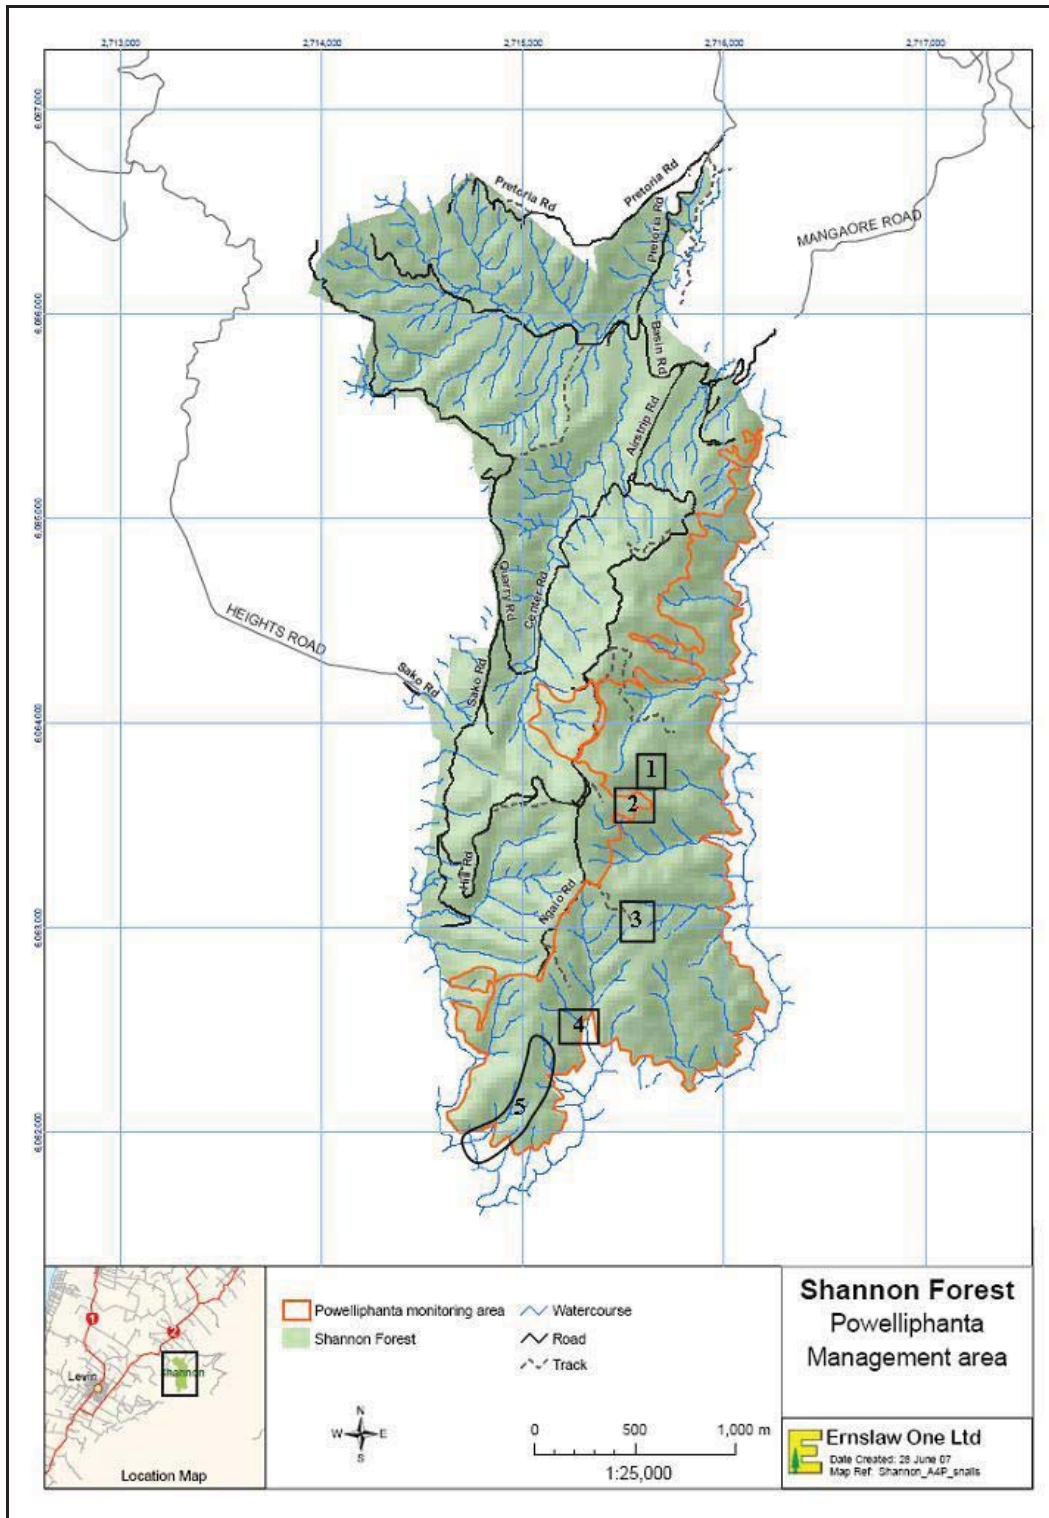 2,713,000 2,714,000 2,715,000 2,716,000 2,717,000
6,067,000
6,066,000
6,065,000
6,064,000
6,063,000
6,062,000
Pretoria Rd
Pretoria Rd
Pretoria Rd
MANGAORE ROAD
Basin Rd
Airstrip Rd
Quarry Rd
Center Rd
HEIGHTS ROAD
Sako Rd
Sako Rd
1
2
Hill Rd
Ngaio Rd
3
4
5
1
2
Shannon
Levin
Location Map
Powelliphanta monitoring area
Shannon Forest
Watercourse
Road
Track
N
W E
S
0 500 1,000 m
1:25,000
Shannon Forest
Powelliphanta
Management area
E
Ernslaw One Ltd
Date Created: 28 June 07
Map Ref: Shannon_A4P_snails